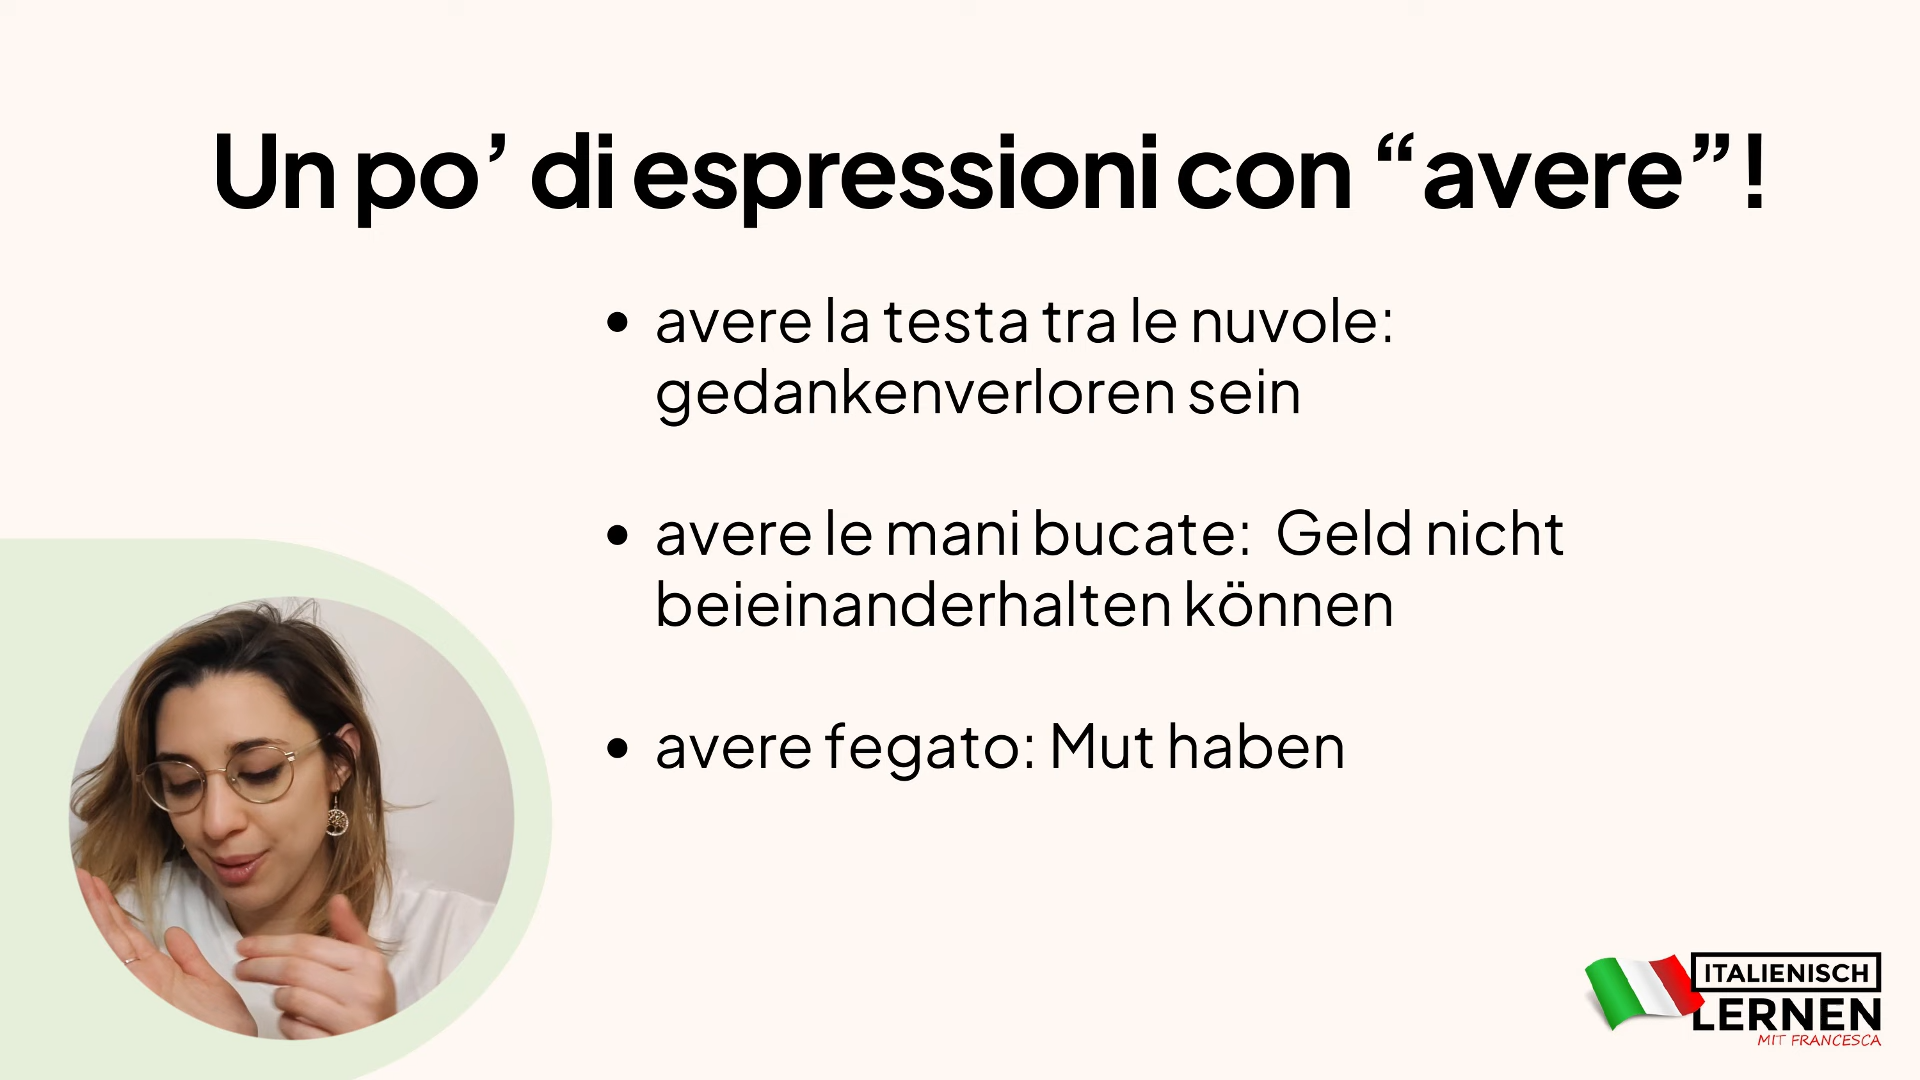 Un po’ di espressioni con “avere”!
• avere la testa tra le nuvole:
gedankenverloren sein
• avere le mani bucate:  Geld nicht
beieinanderhalten können
• avere fegato: Mut haben
ITALIENISCH
LERNEN
MIT FRANCESCA